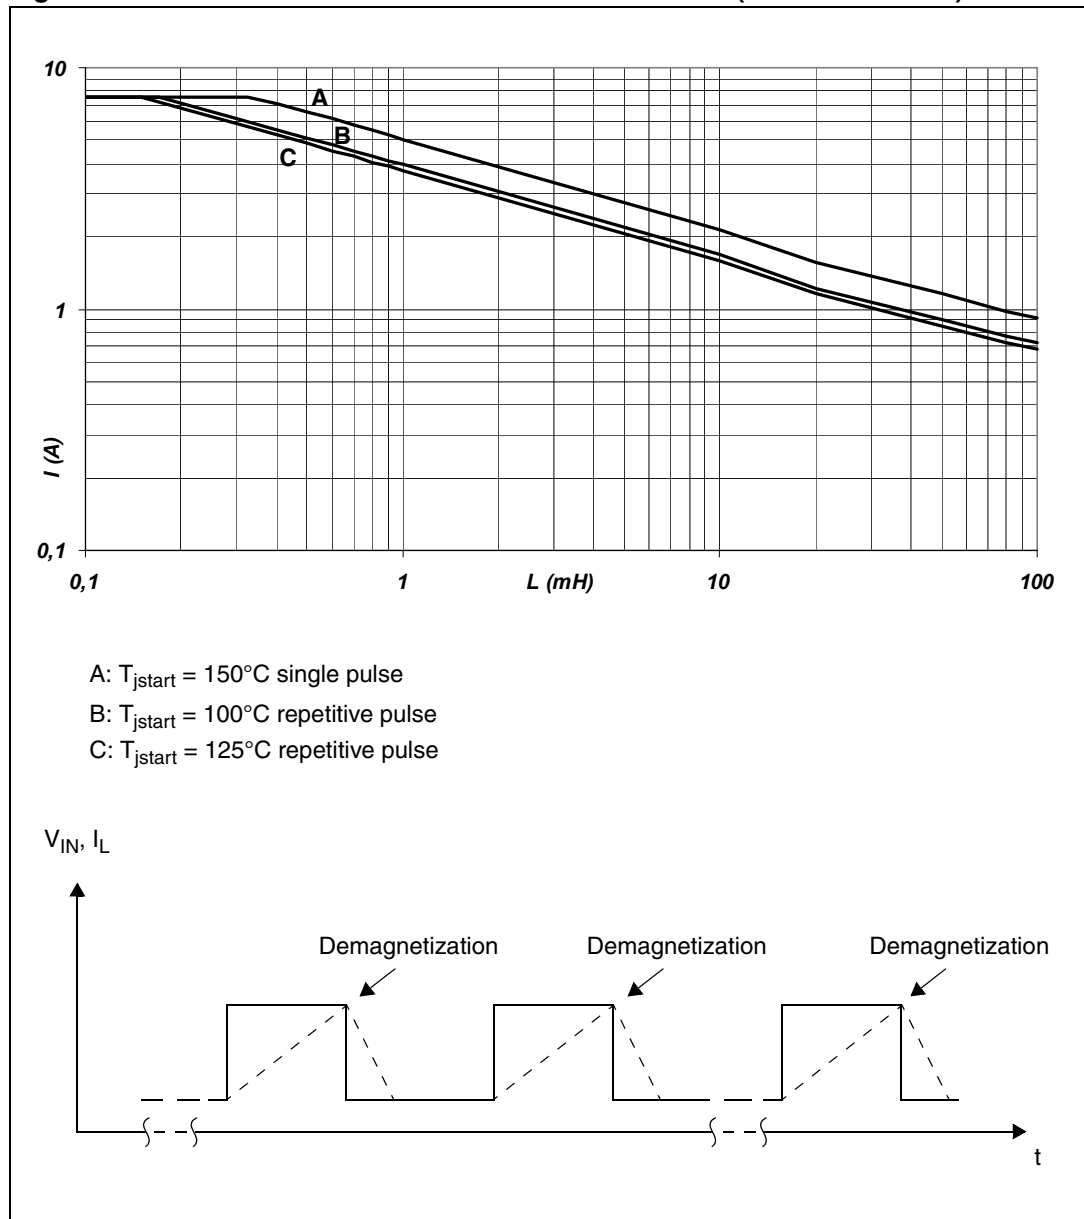 10
A
B
C
1
I (A)
0,1
0,1 1 L (mH) 10 100
A: Tjstart = 150°C single pulse
B: Tjstart = 100°C repetitive pulse
C: Tjstart = 125°C repetitive pulse
VIN, IL
Demagnetization Demagnetization Demagnetization
t